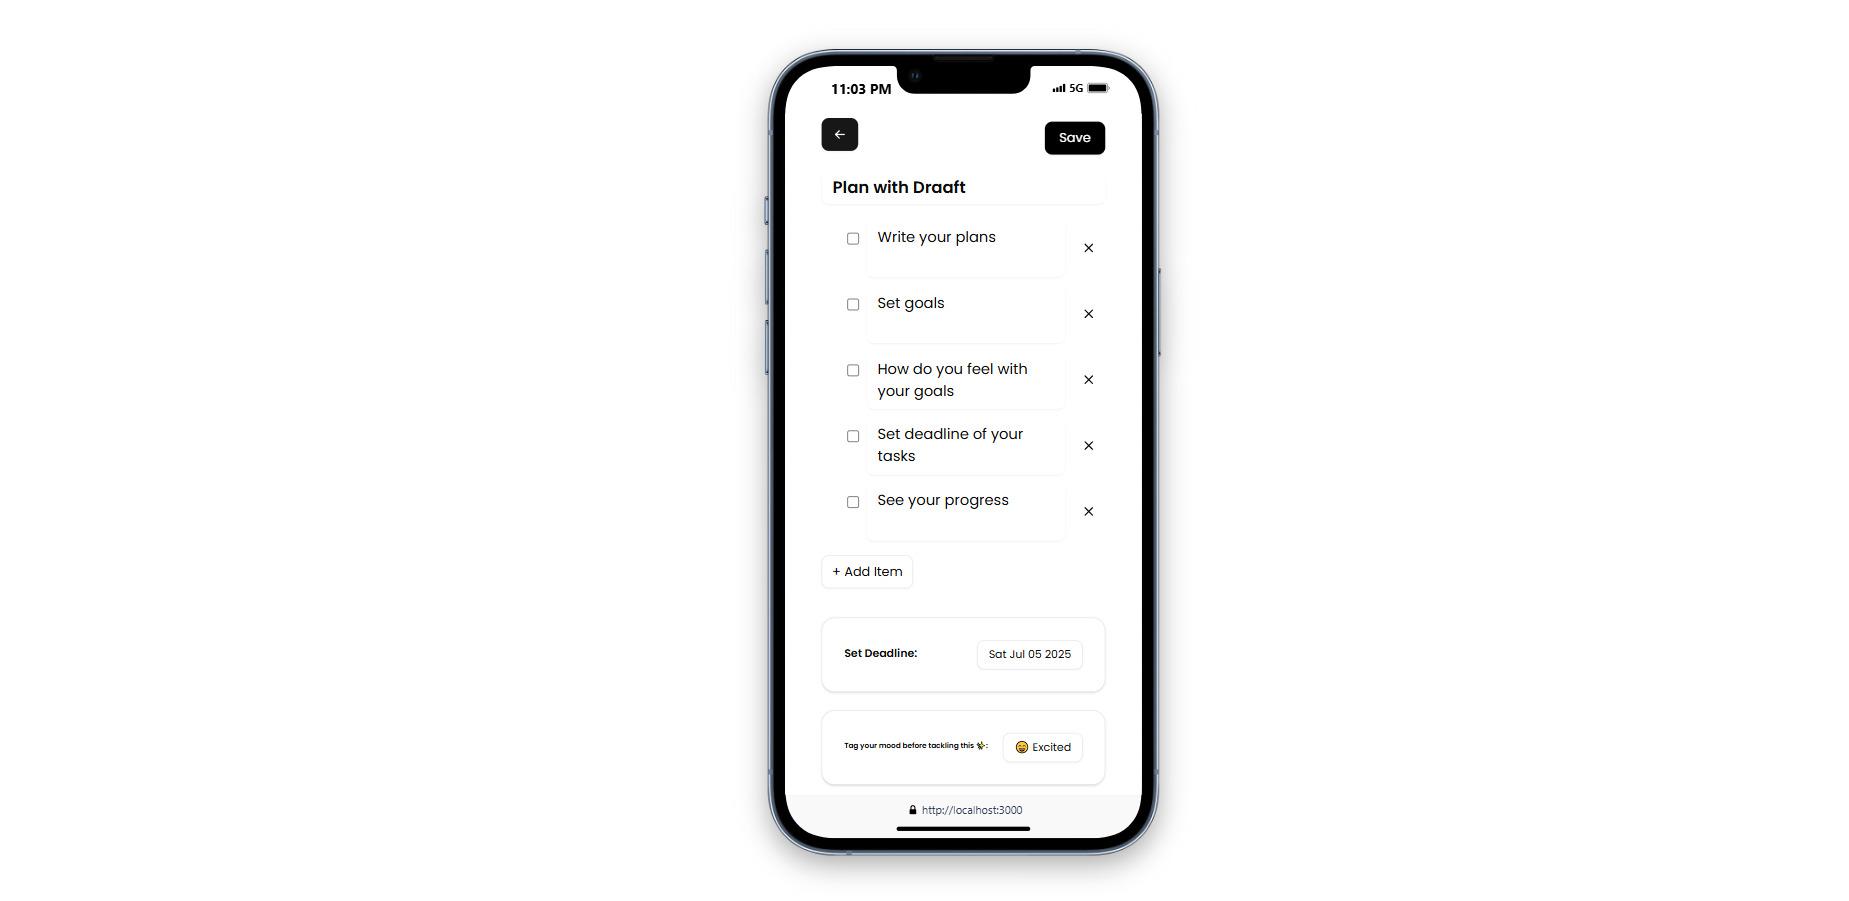 11:03 PM
5G
Save
Plan with Draaft
Write your plans
Set goals
How do you feel with
your goals
Set deadline of your
tasks
See your progress
+ Add Item
Set Deadline:
Sat Jul 05 2025
Tag your mood before tackling this ✨:
😄 Excited
http://localhost:3000